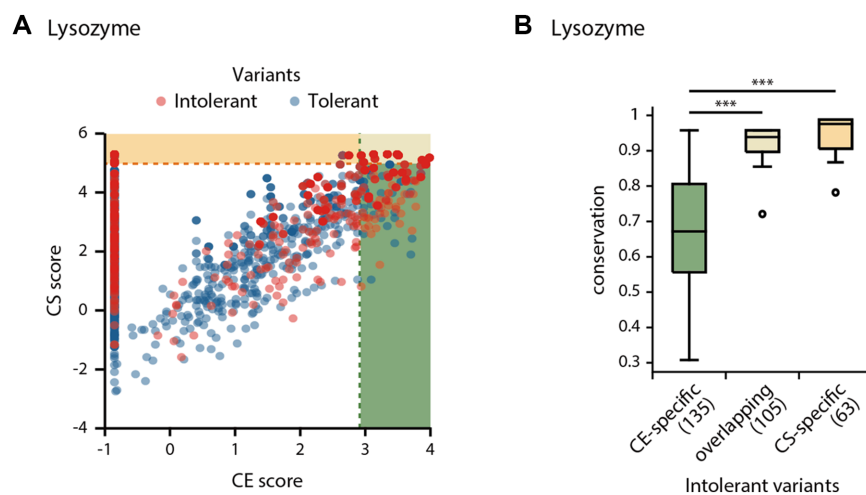 A Lysozyme
Variants
Intolerant Tolerant
6
4
2
0
-2
-4
CS score
-1 0 1 2 3 4
CE score
B Lysozyme
***
***
1
0.9
0.8
0.7
0.6
0.5
0.4
0.3
conservation
CE-specific
(135)
overlapping
(105)
CS-specific
(63)
Intolerant variants